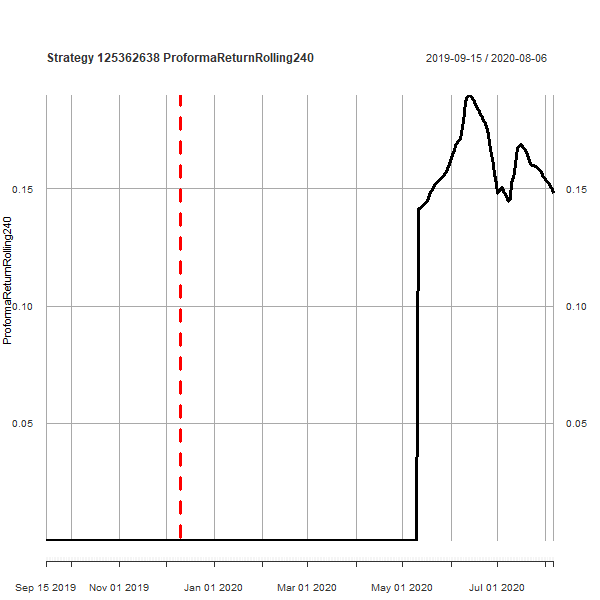 Strategy 125362638 ProformaReturnRolling240
2019-09-15 / 2020-08-06
ProformaReturnRolling240
0.15
0.15
0.10
0.10
0.05
0.05
Sep 15 2019
Nov 01 2019
Jan 01 2020
Mar 01 2020
May 01 2020
Jul 01 2020